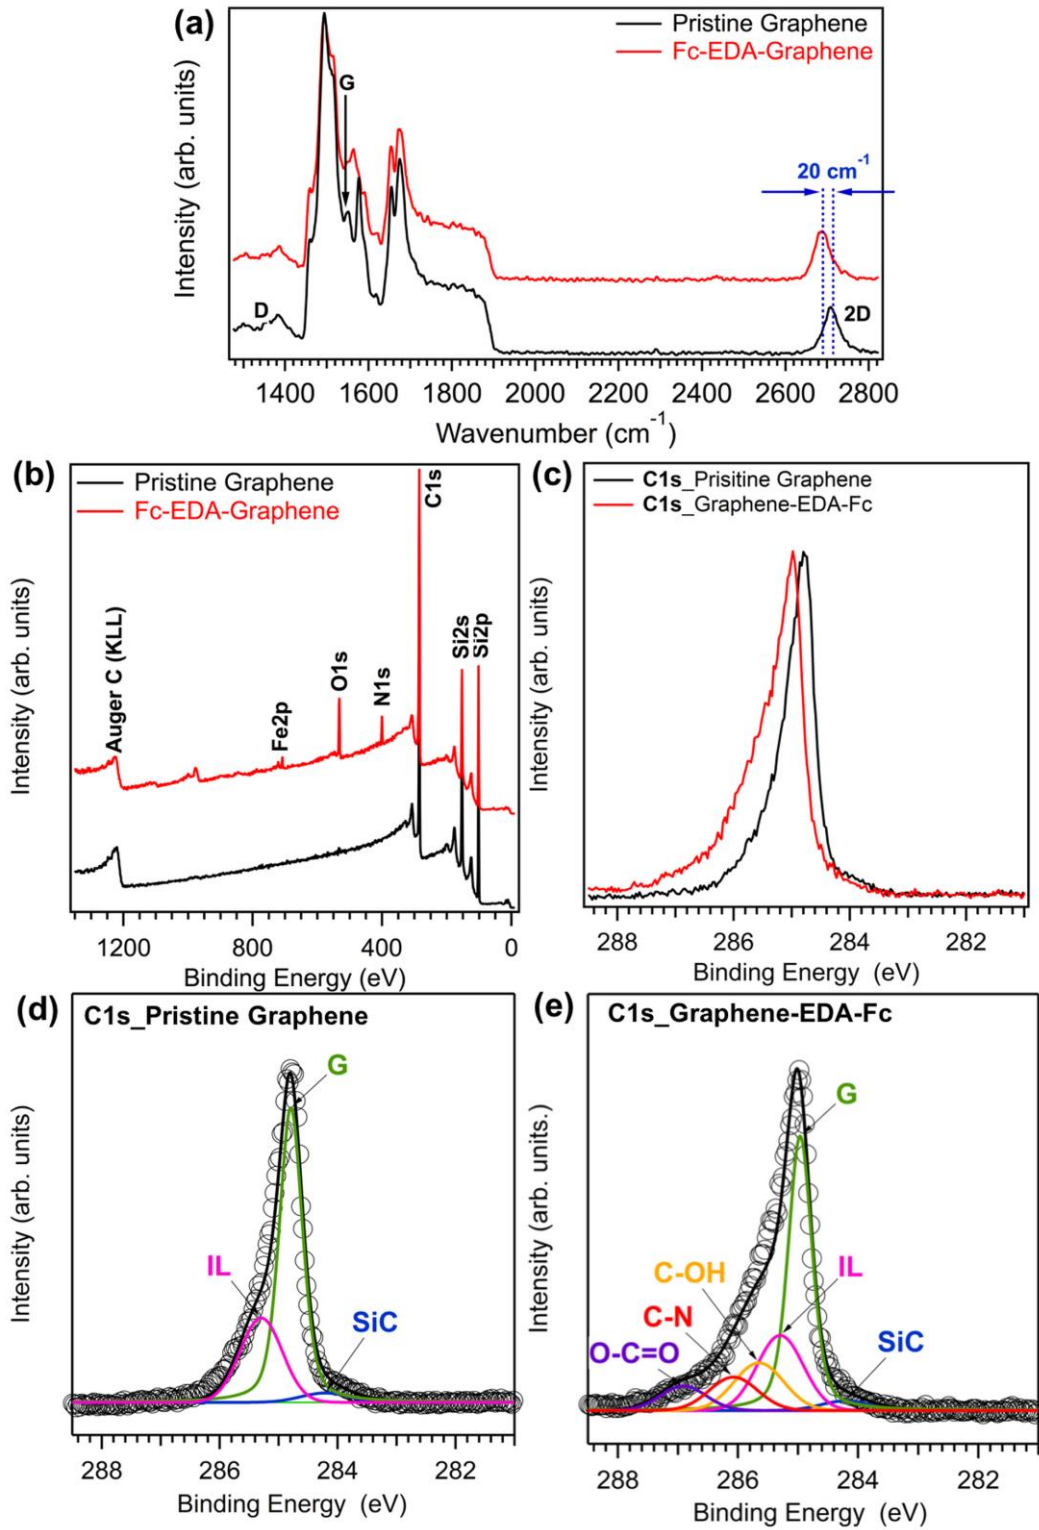 (a)
Pristine Graphene
Fc-EDA-Graphene
G
20 cm⁻¹
D
2D
Intensity (arb. units)
1400 1600 1800 2000 2200 2400 2600 2800
Wavenumber (cm⁻¹)
(b)
Pristine Graphene
Fc-EDA-Graphene
Auger C (KLL)
Fe2p
O1s
N1s
C1s
Si2s
Si2p
Intensity (arb. units)
1200 800 400 0
Binding Energy (eV)
(c)
C1s_Prisitine Graphene
C1s_Graphene-EDA-Fc
Intensity (arb. units)
288 286 284 282
Binding Energy (eV)
(d)
C1s_Pristine Graphene
G
IL
SiC
Intensity (arb. units)
288 286 284 282
Binding Energy (eV)
(e)
C1s_Graphene-EDA-Fc
G
C-OH
IL
C-N
O-C=O
SiC
Intensity (arb. units.)
288 286 284 282
Binding Energy (eV)